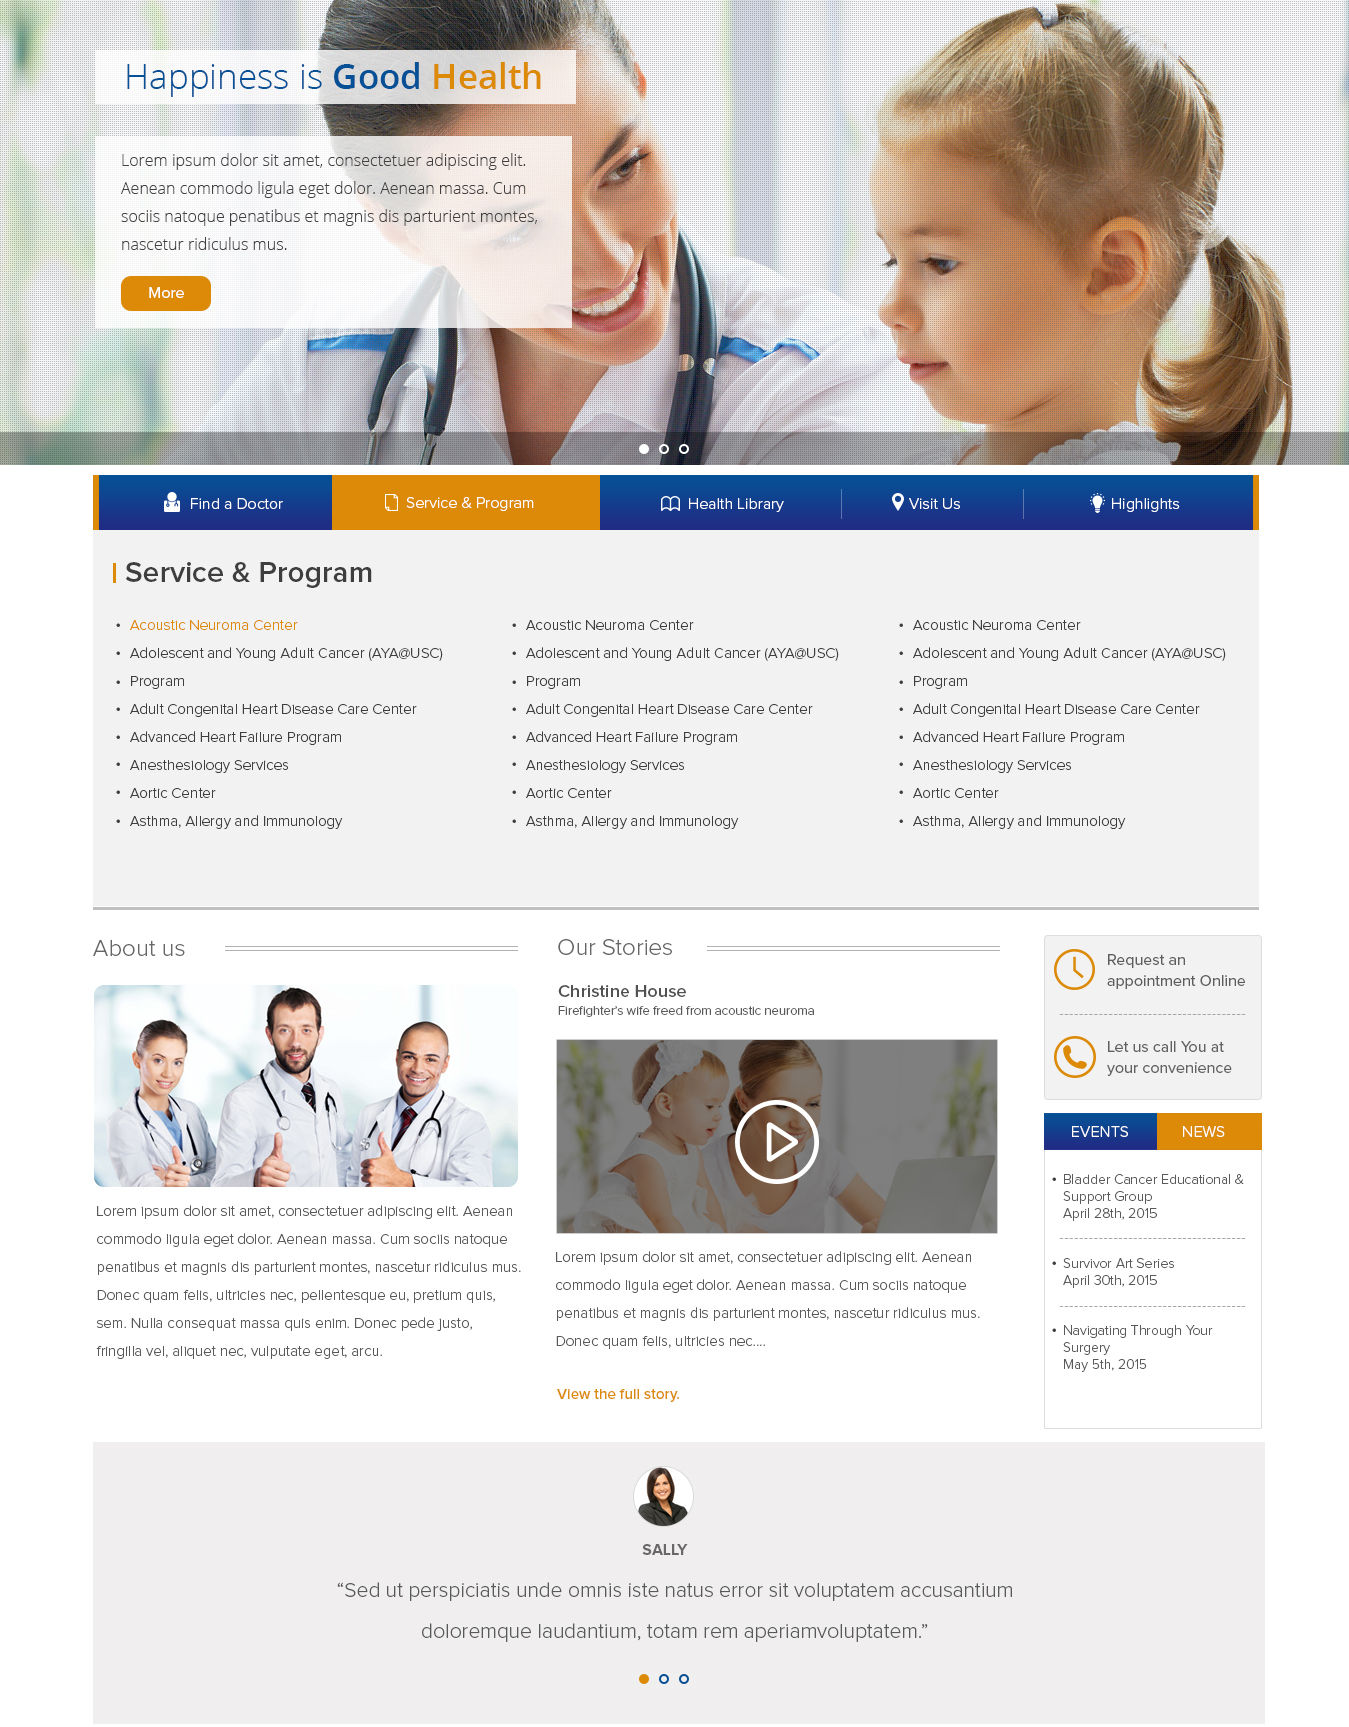 Happiness is Good Health
Lorem ipsum dolor sit amet, consectetuer adipiscing elit.
Aenean commodo ligula eget dolor. Aenean massa. Cum
sociis natoque penatibus et magnis dis parturient montes,
nascetur ridiculus mus.
More
Find a Doctor
Service & Program
Health Library
Visit Us
Highlights
Service & Program
• Acoustic Neuroma Center
• Adolescent and Young Adult Cancer (AYA@USC)
• Program
• Adult Congenital Heart Disease Care Center
• Advanced Heart Failure Program
• Anesthesiology Services
• Aortic Center
• Asthma, Allergy and Immunology
• Acoustic Neuroma Center
• Adolescent and Young Adult Cancer (AYA@USC)
• Program
• Adult Congenital Heart Disease Care Center
• Advanced Heart Failure Program
• Anesthesiology Services
• Aortic Center
• Asthma, Allergy and Immunology
• Acoustic Neuroma Center
• Adolescent and Young Adult Cancer (AYA@USC)
• Program
• Adult Congenital Heart Disease Care Center
• Advanced Heart Failure Program
• Anesthesiology Services
• Aortic Center
• Asthma, Allergy and Immunology
About us
Lorem ipsum dolor sit amet, consectetuer adipiscing elit. Aenean
commodo ligula eget dolor. Aenean massa. Cum sociis natoque
penatibus et magnis dis parturient montes, nascetur ridiculus mus.
Donec quam felis, ultricies nec, pellentesque eu, pretium quis,
sem. Nulla consequat massa quis enim. Donec pede justo,
fringilla vel, aliquet nec, vulputate eget, arcu.
Our Stories
Christine House
Firefighter's wife freed from acoustic neuroma
Lorem ipsum dolor sit amet, consectetuer adipiscing elit. Aenean
commodo ligula eget dolor. Aenean massa. Cum sociis natoque
penatibus et magnis dis parturient montes, nascetur ridiculus mus.
Donec quam felis, ultricies nec....
View the full story.
Request an
appointment Online
Let us call You at
your convenience
EVENTS
NEWS
• Bladder Cancer Educational &
Support Group
April 28th, 2015
• Survivor Art Series
April 30th, 2015
• Navigating Through Your
Surgery
May 5th, 2015
SALLY
“Sed ut perspiciatis unde omnis iste natus error sit voluptatem accusantium
doloremque laudantium, totam rem aperiamvoluptatem.”